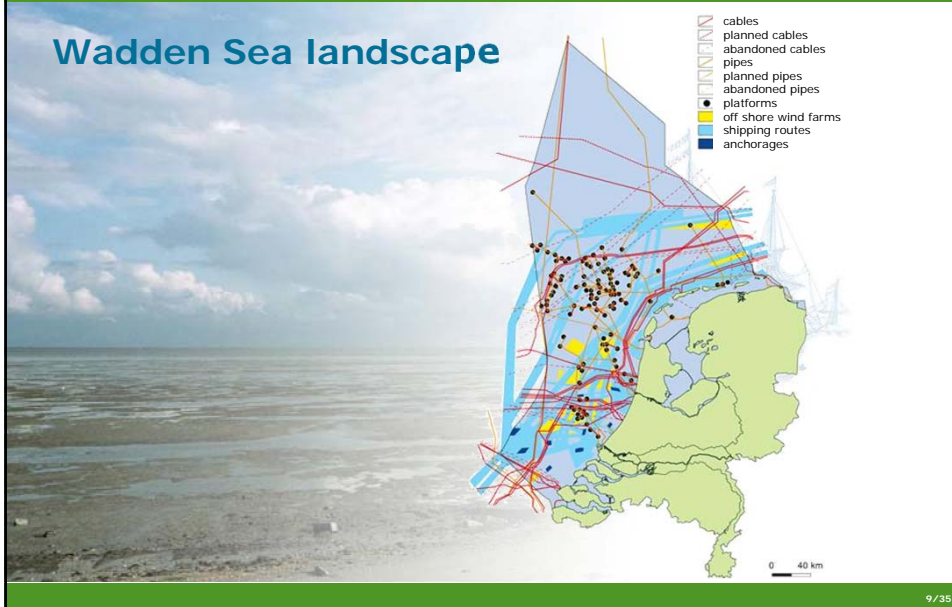 Wadden Sea landscape
cables
planned cables
abandoned cables
pipes
planned pipes
abandoned pipes
platforms
off shore wind farms
shipping routes
anchorages
0 40 km
9/35